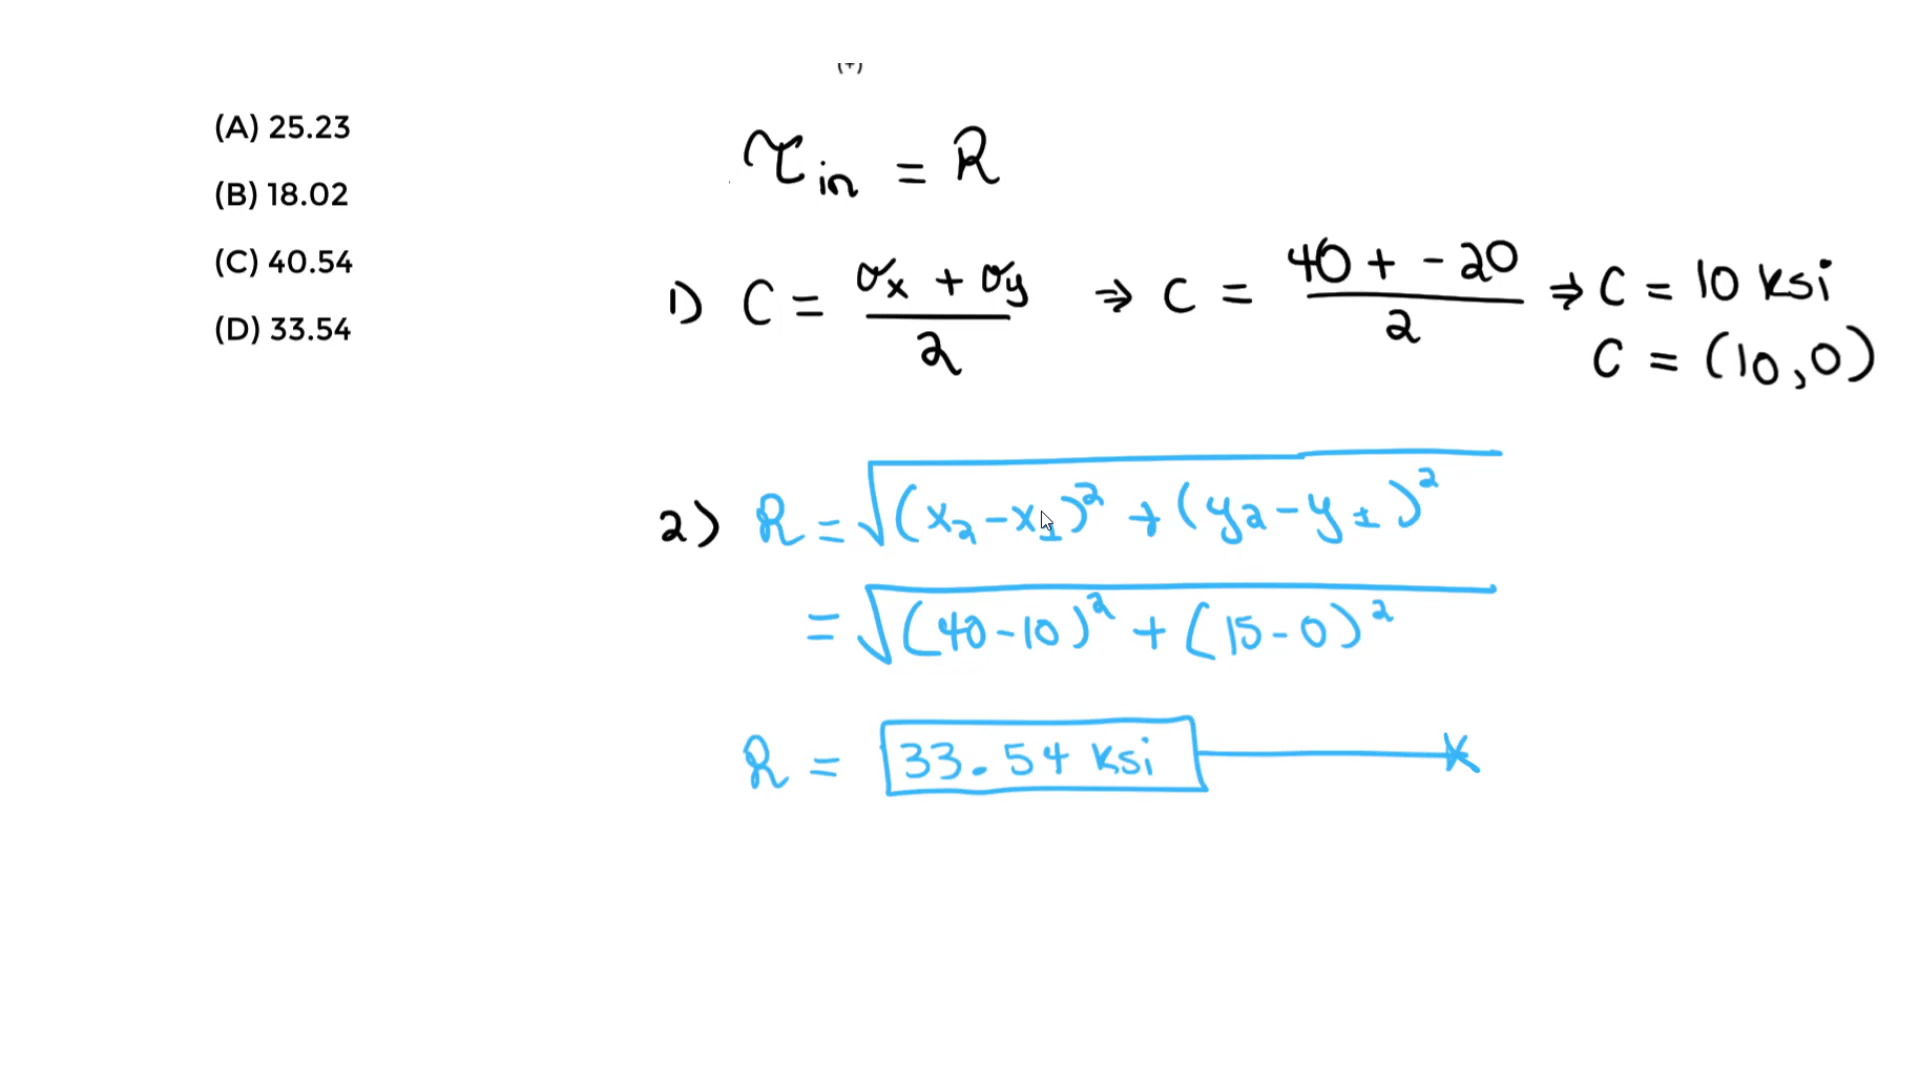 (+)
(A) 25.23
(B) 18.02
(C) 40.54
(D) 33.54
τin = R
1) C = σx + σy / 2 ⇒ C = 40 + -20 / 2 ⇒ C = 10 ksi
C = (10,0)
2) R = √(x2-x1)² + (y2-y1)²
= √(40-10)² + (15-0)²
R = 33.54 ksi